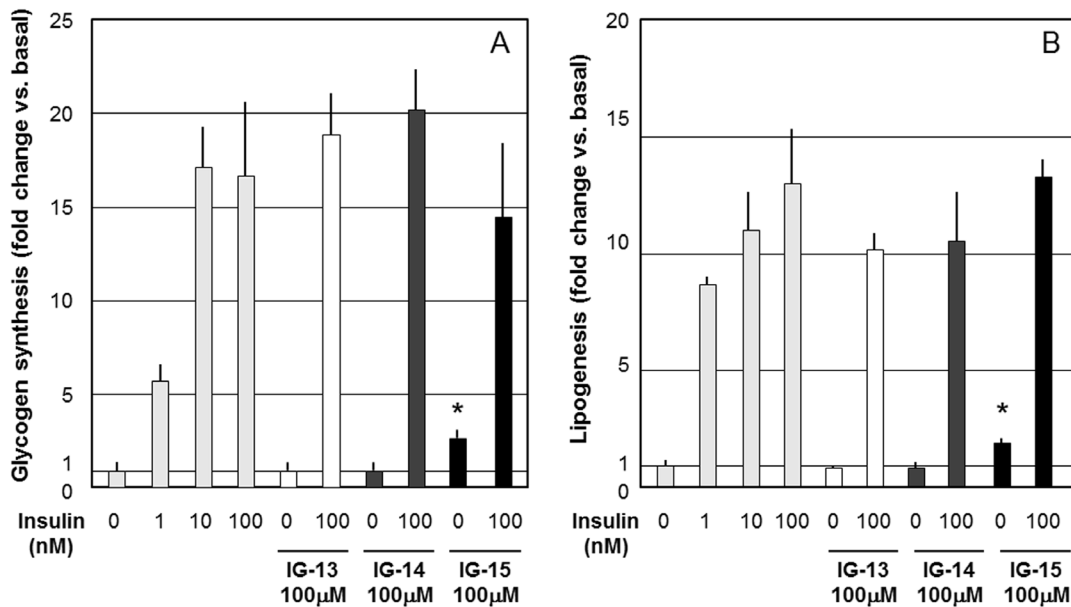 A
Glycogen synthesis (fold change vs. basal)
25
20
15
10
5
1
0
*
Insulin 0 1 10 100 0 100 0 100 0 100
(nM)
IG-13 IG-14 IG-15
100μM 100μM 100μM
B
Lipogenesis (fold change vs. basal)
20
15
10
5
1
0
*
Insulin 0 1 10 100 0 100 0 100 0 100
(nM)
IG-13 IG-14 IG-15
100μM 100μM 100μM